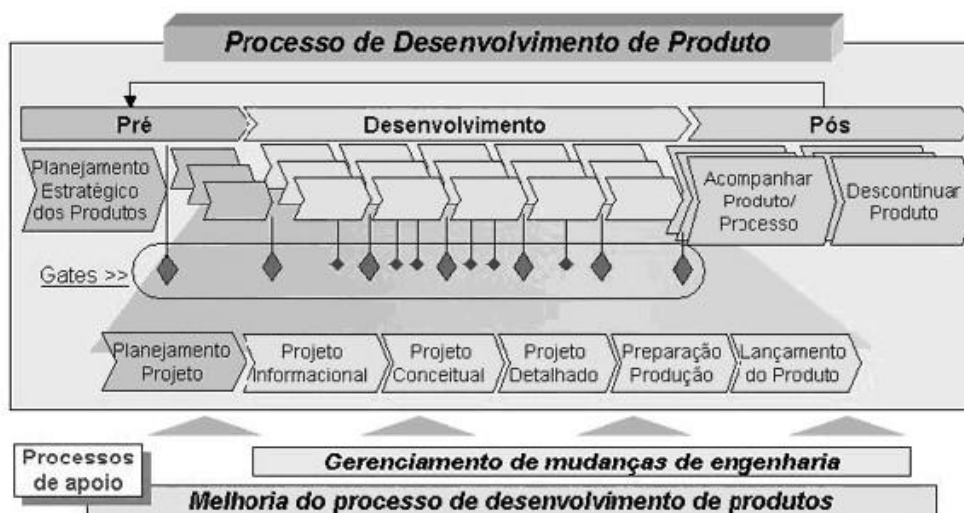 Processo de Desenvolvimento de Produto
Pré
Desenvolvimento
Pós
Planejamento
Estratégico
dos Produtos
Acompanhar
Produto/
Processo
Descontinuar
Produto
Gates >>
Planejamento
Projeto
Projeto
Informacional
Projeto
Conceitual
Projeto
Detalhado
Preparação
Produção
Lançamento
do Produto
Processos
de apoio
Gerenciamento de mudanças de engenharia
Melhoria do processo de desenvolvimento de produtos